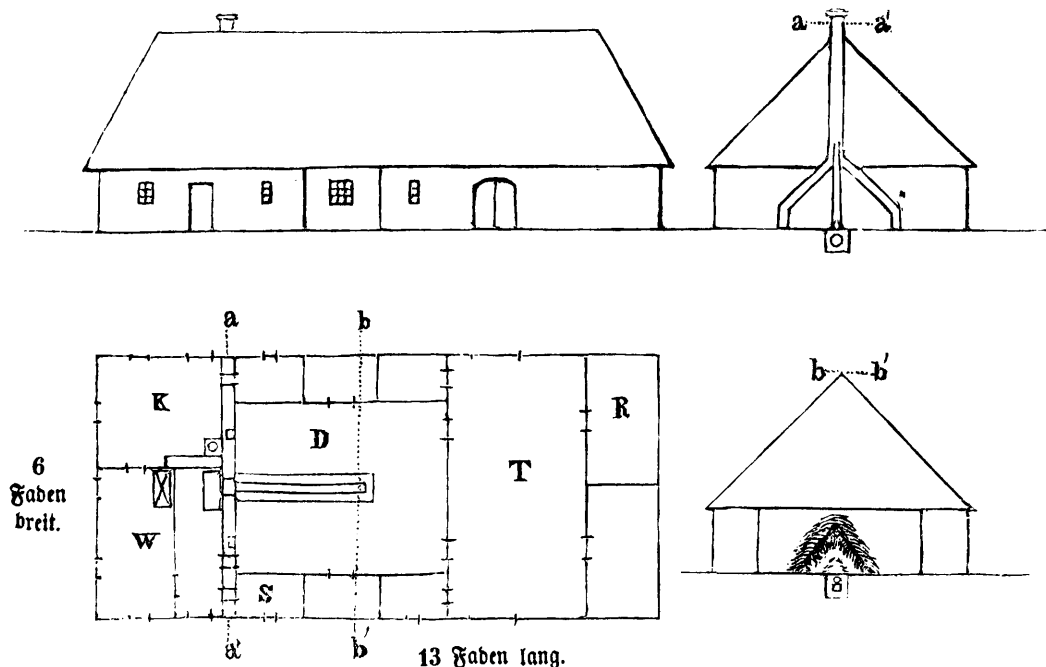 a a'
a b
K
D
R
T
6
Faden
breit.
W
S
a' b'
13 Faden lang.
b b'